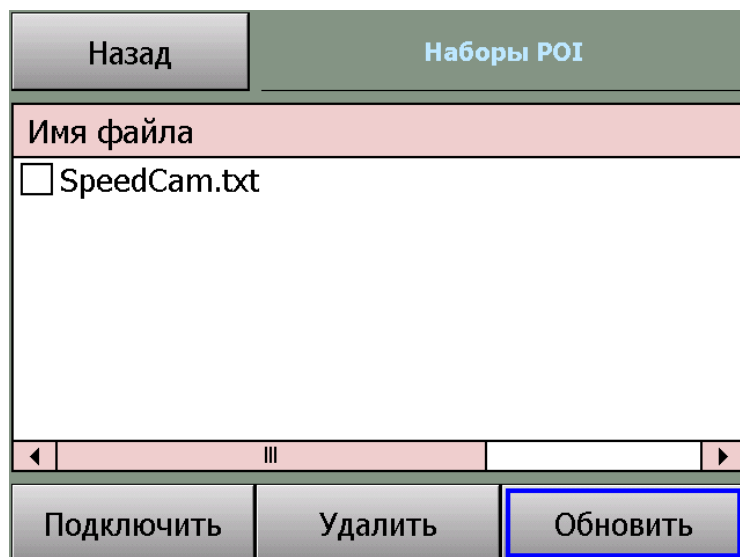 Назад
Наборы POI
Имя файла
SpeedCam.txt
Подключить
Удалить
Обновить